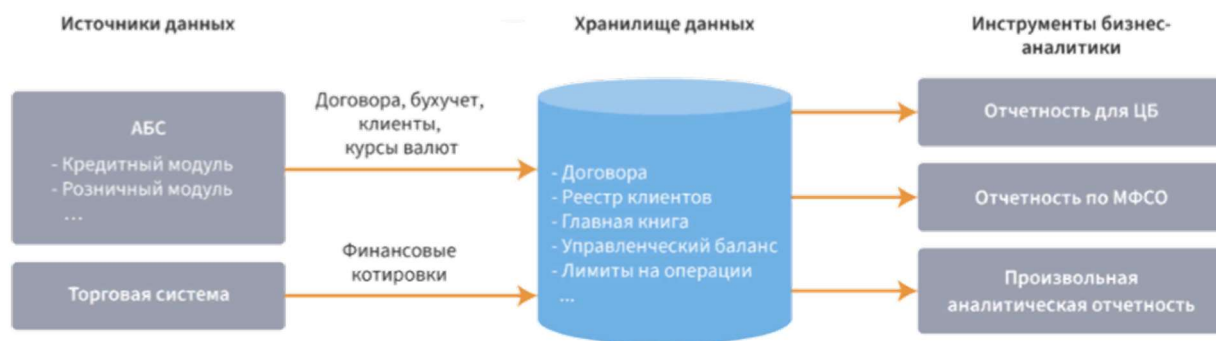 Источники данных
Хранилище данных
Инструменты бизнес-
аналитики
АБС
- Кредитный модуль
- Розничный модуль
...
Торговая система
Договора, бухучет,
клиенты,
курсы валют
Финансовые
котировки
- Договора
- Реестр клиентов
- Главная книга
- Управленческий баланс
- Лимиты на операции
...
Отчетность для ЦБ
Отчетность по МФСО
Произвольная
аналитическая отчетность